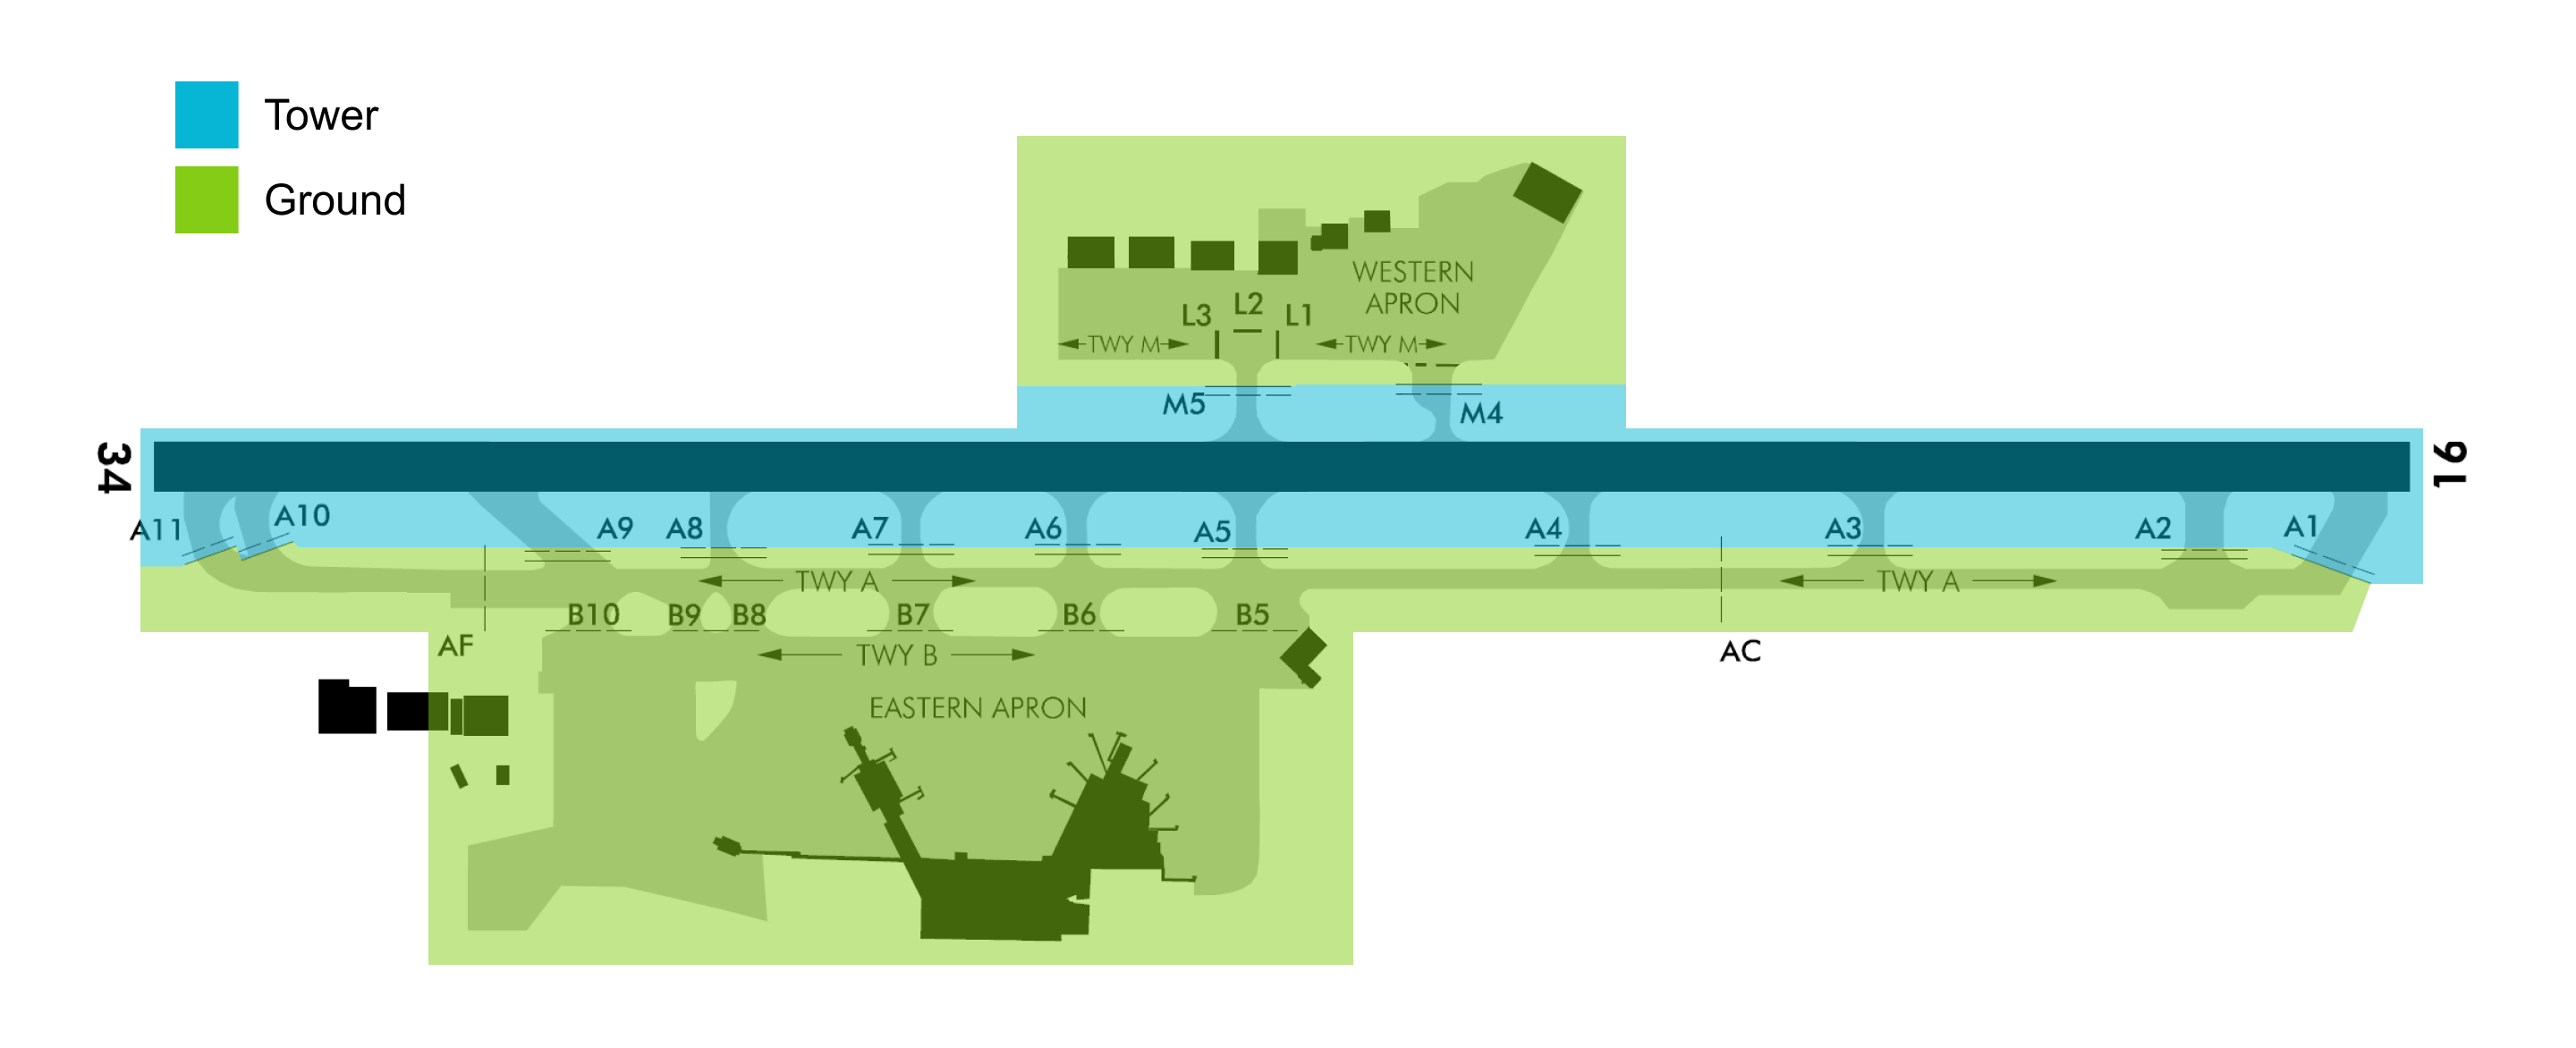 Tower
Ground
WESTERN
APRON
L3 L2 L1
TWY M TWY M
M5 M4
34 16
A11 A10 A9 A8 A7 A6 A5 A4 A3 A2 A1
TWY A TWY A
B10 B9 B8 B7 B6 B5
AF TWY B AC
EASTERN APRON